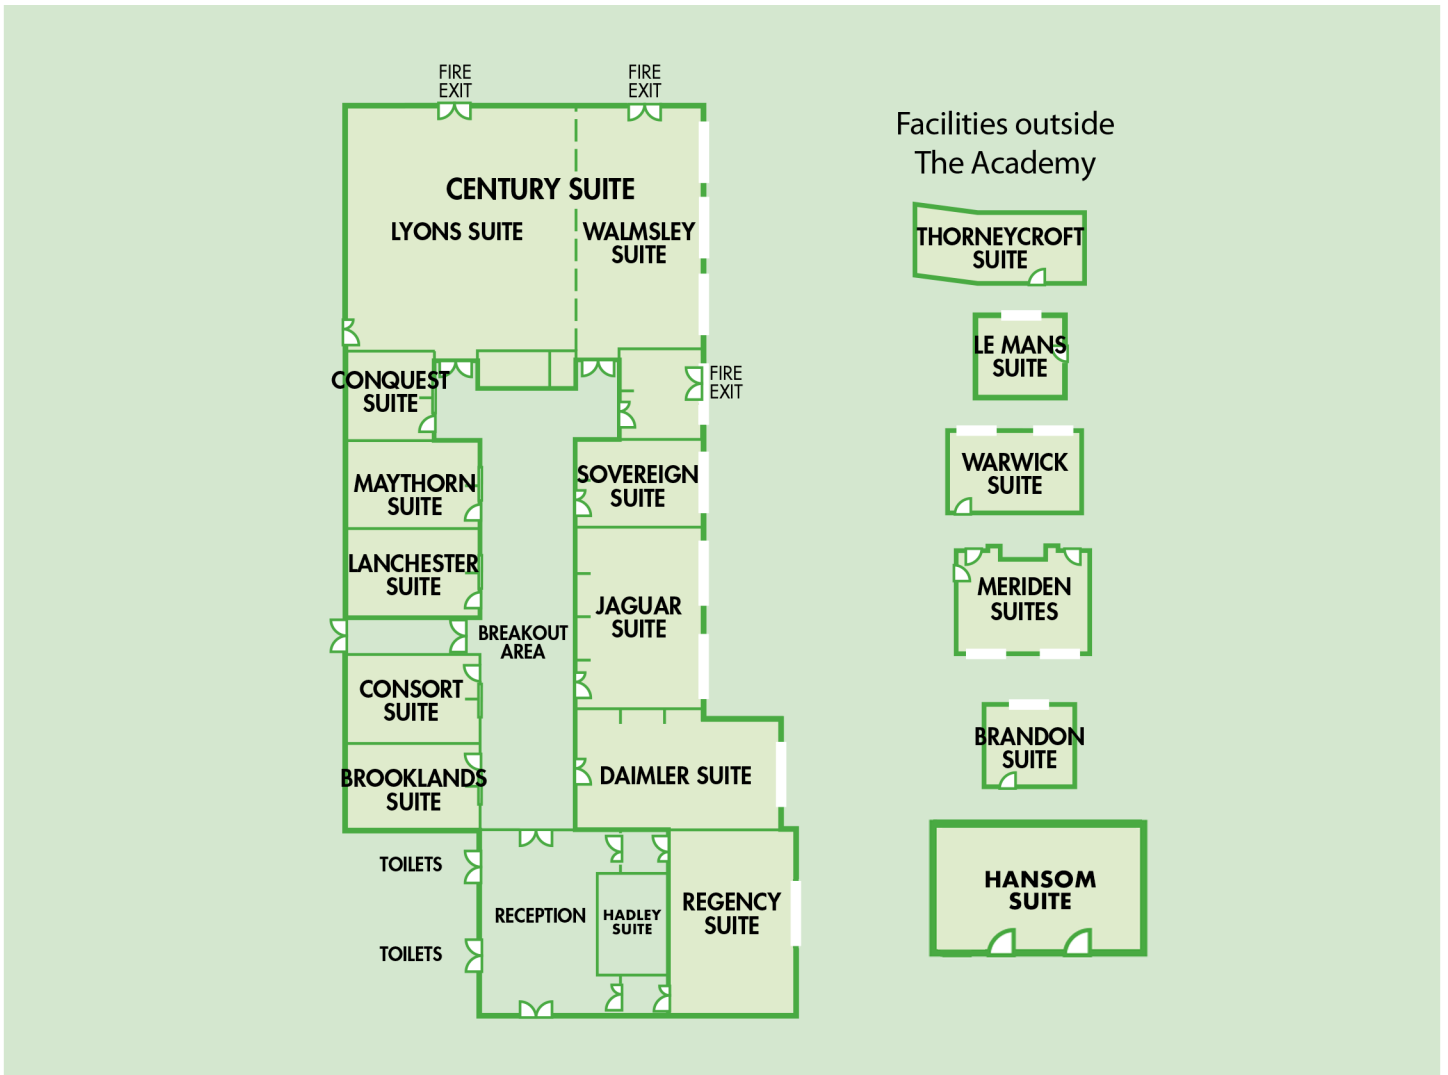 FIRE
EXIT
FIRE
EXIT
CENTURY SUITE
LYONS SUITE
WALMSLEY
SUITE
CONQUEST
SUITE
FIRE
EXIT
MAYTHORN
SUITE
SOVEREIGN
SUITE
LANCHESTER
SUITE
JAGUAR
SUITE
BREAKOUT
AREA
CONSORT
SUITE
BROOKLANDS
SUITE
DAIMLER SUITE
TOILETS
RECEPTION
HADLEY
SUITE
REGENCY
SUITE
TOILETS
Facilities outside
The Academy
THORNEYCROFT
SUITE
LE MANS
SUITE
WARWICK
SUITE
MERIDEN
SUITES
BRANDON
SUITE
HANSOM
SUITE